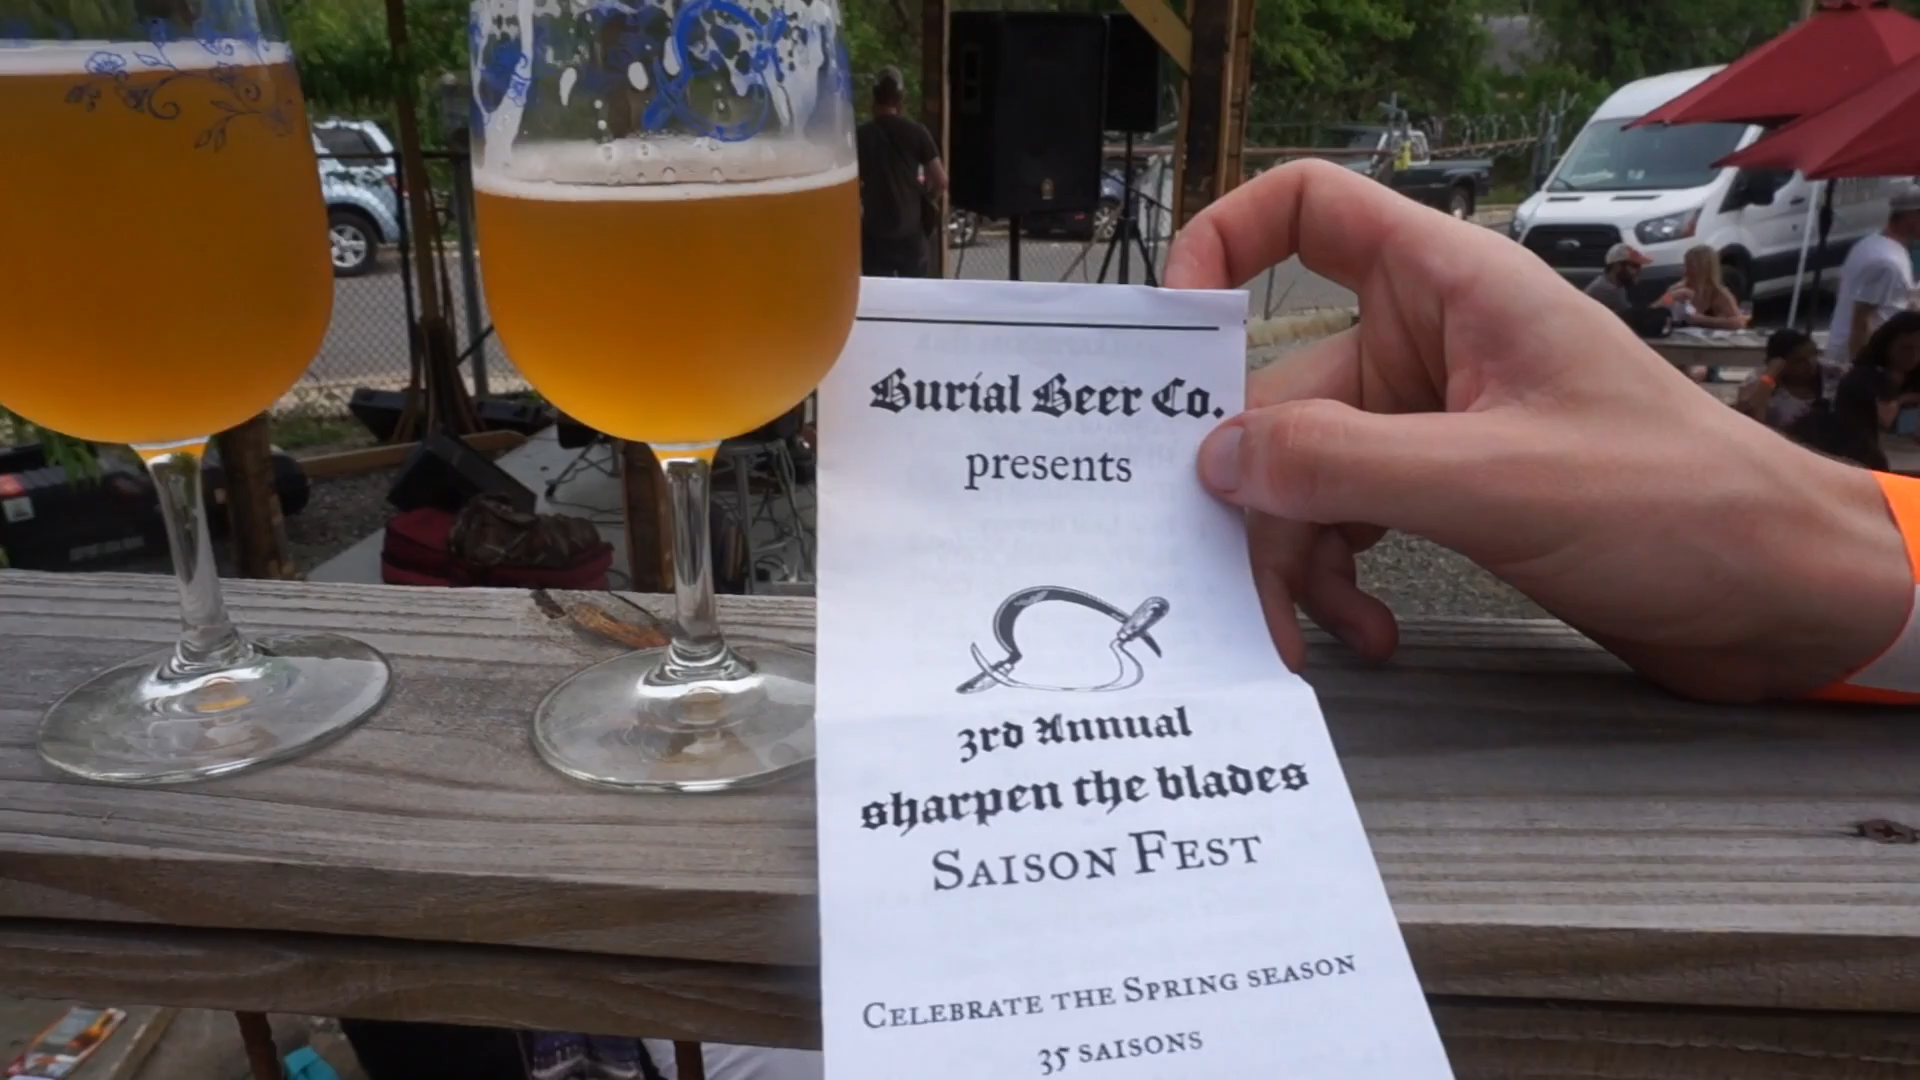 Burial Beer Co.
presents
3rd Annual
sharpen the blades
Saison Fest
Celebrate the Spring season
35 saisons